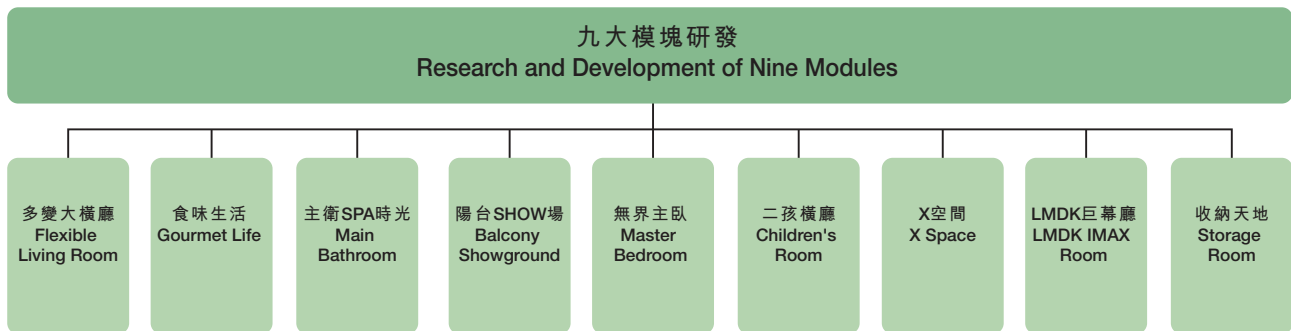 九大模塊研發
Research and Development of Nine Modules
多變大橫廳
Flexible
Living Room
食味生活
Gourmet Life
主衛SPA時光
Main
Bathroom
陽台SHOW場
Balcony
Showground
無界主臥
Master
Bedroom
二孩橫廳
Children's
Room
X空間
X Space
LMDK巨幕廳
LMDK IMAX
Room
收納天地
Storage
Room